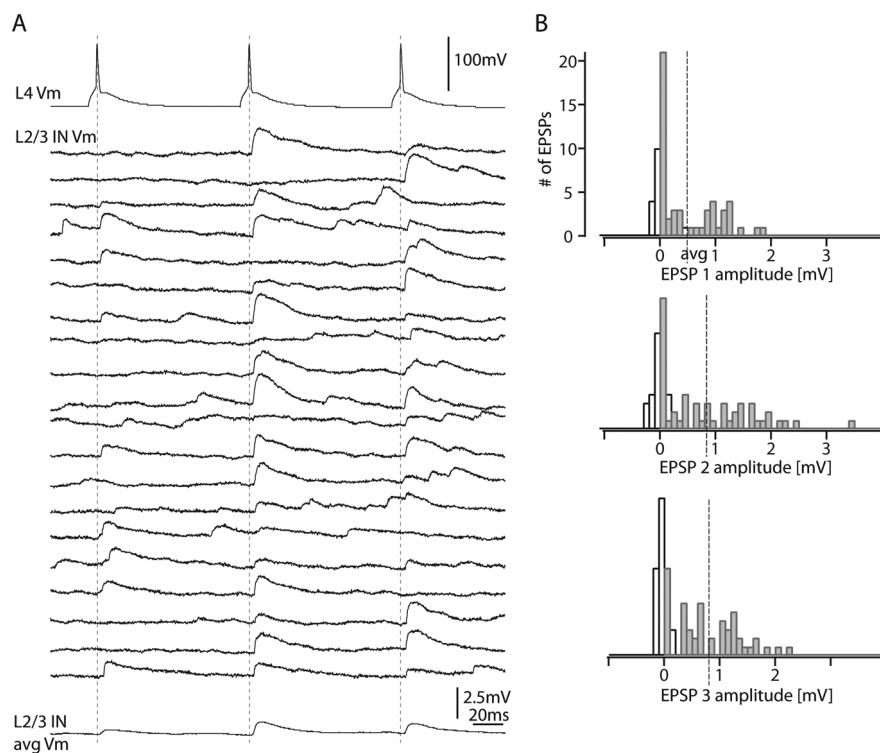 A
100mV
L4 Vm
L2/3 IN Vm
2.5mV
20ms
L2/3 IN
avg Vm
B
# of EPSPs
20
15
10
5
0
0 1 2 3
avg
EPSP 1 amplitude [mV]
0 1 2 3
EPSP 2 amplitude [mV]
0 1 2
EPSP 3 amplitude [mV]